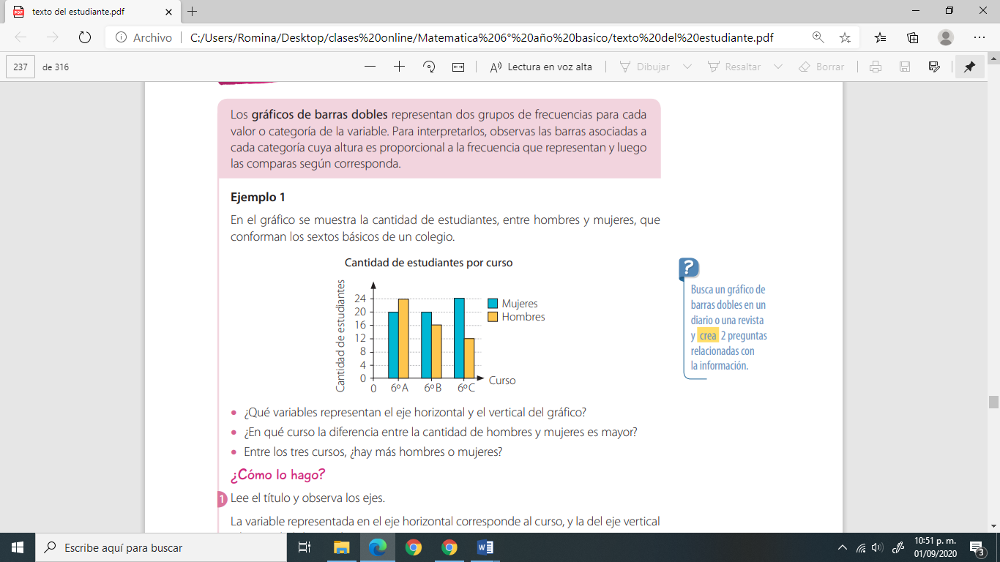 texto del estudiante.pdf
Archivo
C:/Users/Romina/Desktop/clases%20online/Matematica%206°%20año%20basico/texto%20del%20estudiante.pdf
237 de 316
Lectura en voz alta
Dibujar
Resaltar
Borrar
Los gráficos de barras dobles representan dos grupos de frecuencias para cada
valor o categoría de la variable. Para interpretarlos, observas las barras asociadas a
cada categoría cuya altura es proporcional a la frecuencia que representan y luego
las comparas según corresponda.
Ejemplo 1
En el gráfico se muestra la cantidad de estudiantes, entre hombres y mujeres, que
conforman los sextos básicos de un colegio.
Cantidad de estudiantes por curso
Cantidad de estudiantes
24
20
16
12
8
4
0
0 6º A 6º B 6º C
Curso
Mujeres
Hombres
?
Busca un gráfico de
barras dobles en un
diario o una revista
y crea 2 preguntas
relacionadas con
la información.
• ¿Qué variables representan el eje horizontal y el vertical del gráfico?
• ¿En qué curso la diferencia entre la cantidad de hombres y mujeres es mayor?
• Entre los tres cursos, ¿hay más hombres o mujeres?
¿Cómo lo hago?
1 Lee el título y observa los ejes.
La variable representada en el eje horizontal corresponde al curso, y la del eje vertical
Escribe aquí para buscar
10:51 p. m.
01/09/2020
3